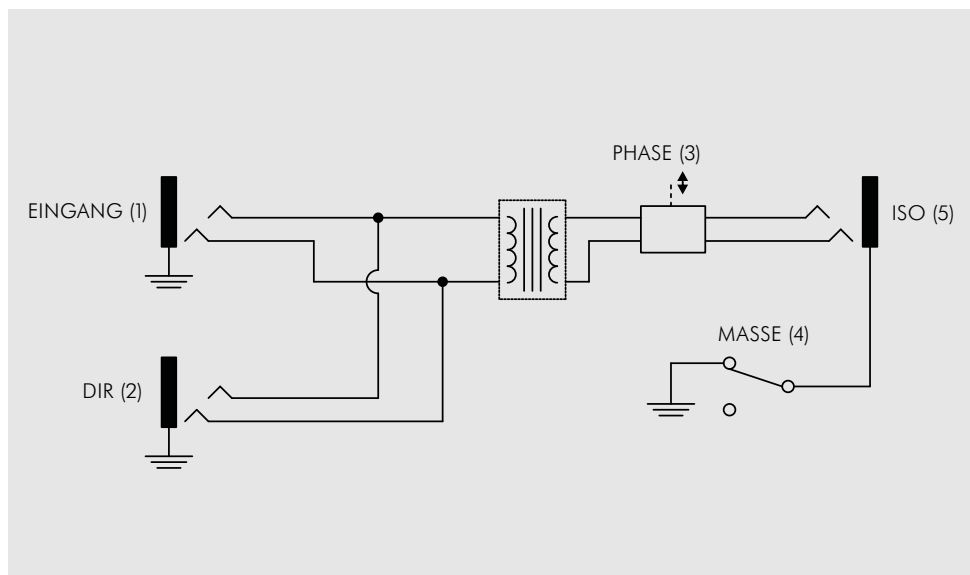 PHASE (3)
EINGANG (1)
ISO (5)
MASSE (4)
DIR (2)